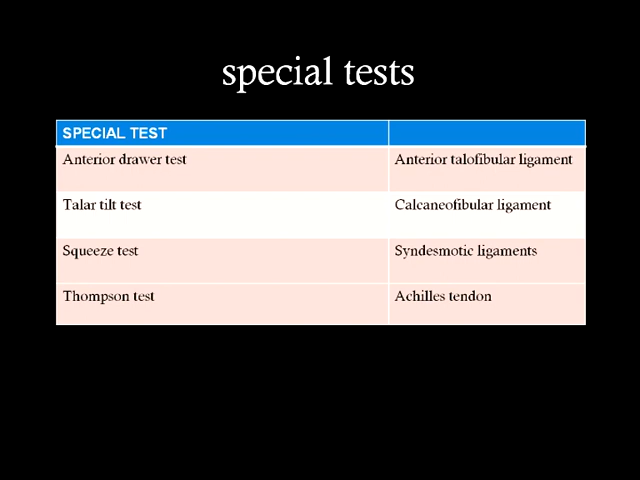 special tests
SPECIAL TEST
Anterior drawer test Anterior talofibular ligament
Talar tilt test Calcaneofibular ligament
Squeeze test Syndesmotic ligaments
Thompson test Achilles tendon